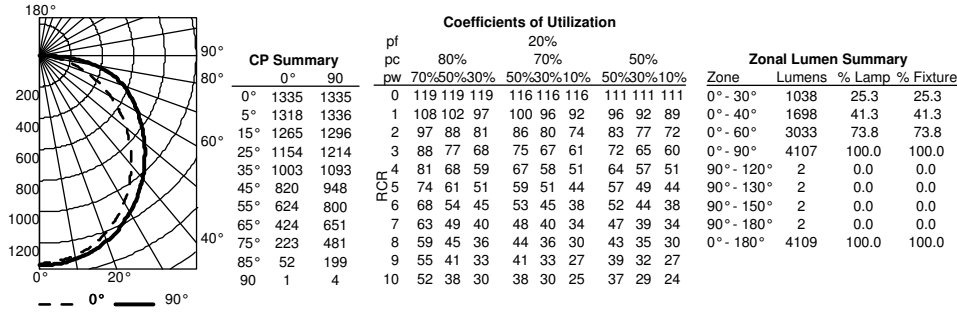 180°
90°
80°
200
400
60°
600
800
1000
40°
1200
0° 20°
0° 90°
CP Summary
0° 90
0° 1335 1335
5° 1318 1336
15° 1265 1296
25° 1154 1214
35° 1003 1093
45° 820 948
55° 624 800
65° 424 651
75° 223 481
85° 52 199
90 1 4
Coefficients of Utilization
pf 20%
pc 80% 70% 50%
pw 70%50%30% 50%30%10% 50%30%10%
RCR
0 119 119 119 116 116 116 111 111 111
1 108 102 97 100 96 92 96 92 89
2 97 88 81 86 80 74 83 77 72
3 88 77 68 75 67 61 72 65 60
4 81 68 59 67 58 51 64 57 51
5 74 61 51 59 51 44 57 49 44
6 68 54 45 53 45 38 52 44 38
7 63 49 40 48 40 34 47 39 34
8 59 45 36 44 36 30 43 35 30
9 55 41 33 41 33 27 39 32 27
10 52 38 30 38 30 25 37 29 24
Zonal Lumen Summary
Zone Lumens % Lamp % Fixture
0° - 30° 1038 25.3 25.3
0° - 40° 1698 41.3 41.3
0° - 60° 3033 73.8 73.8
0° - 90° 4107 100.0 100.0
90° - 120° 2 0.0 0.0
90° - 130° 2 0.0 0.0
90° - 150° 2 0.0 0.0
90° - 180° 2 0.0 0.0
0° - 180° 4109 100.0 100.0